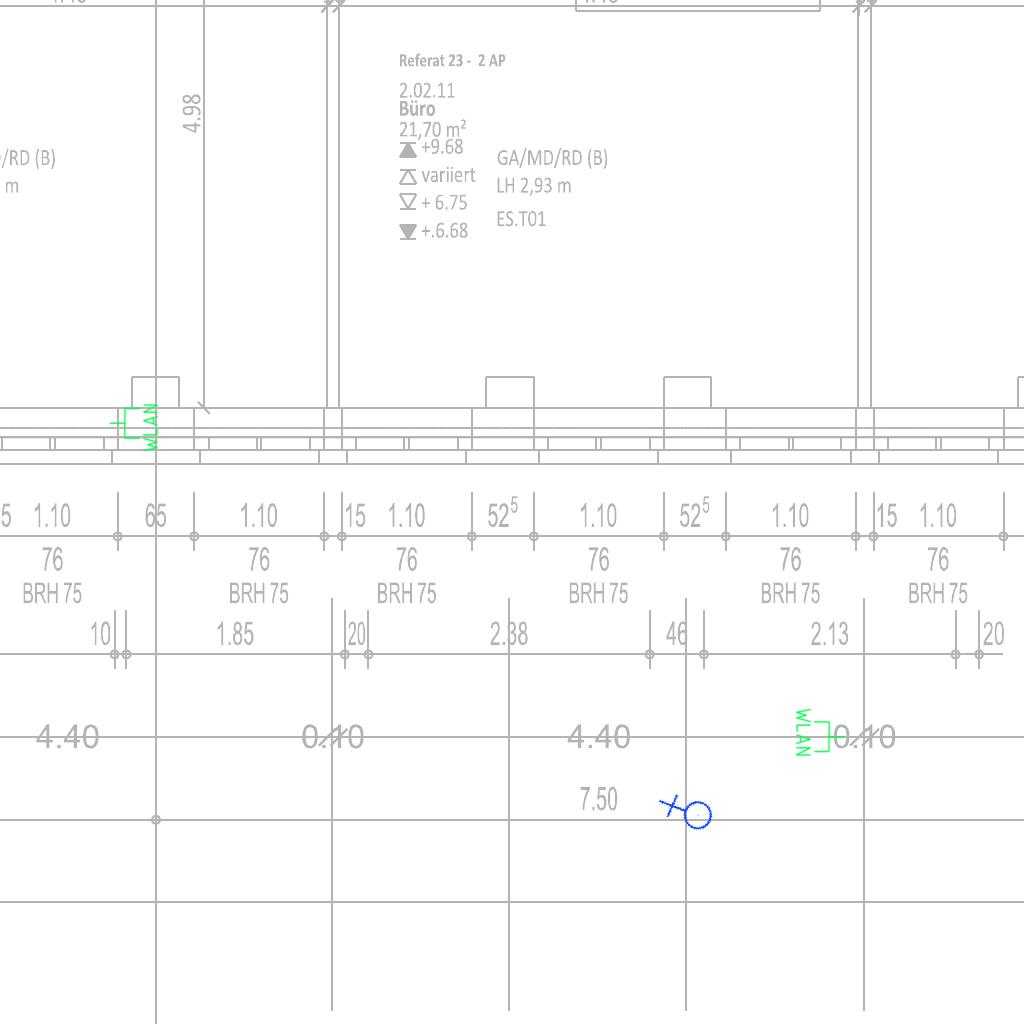 4.98
Referat 23 - 2 AP
2.02.11
Büro
21,70 m²
+9.68
variiert
+ 6.75
+.6.68
GA/MD/RD (B)
LH 2,93 m
ES.T01
/RD (B)
m
WLAN
5 1.10 65 1.10 15 1.10 52⁵ 1.10 52⁵ 1.10 15 1.10
76 76 76 76 76 76
BRH 75 BRH 75 BRH 75 BRH 75 BRH 75 BRH 75
10 1.85 20 2.38 46 2.13 20
4.40 0.10 4.40 WLAN 0.10
7.50